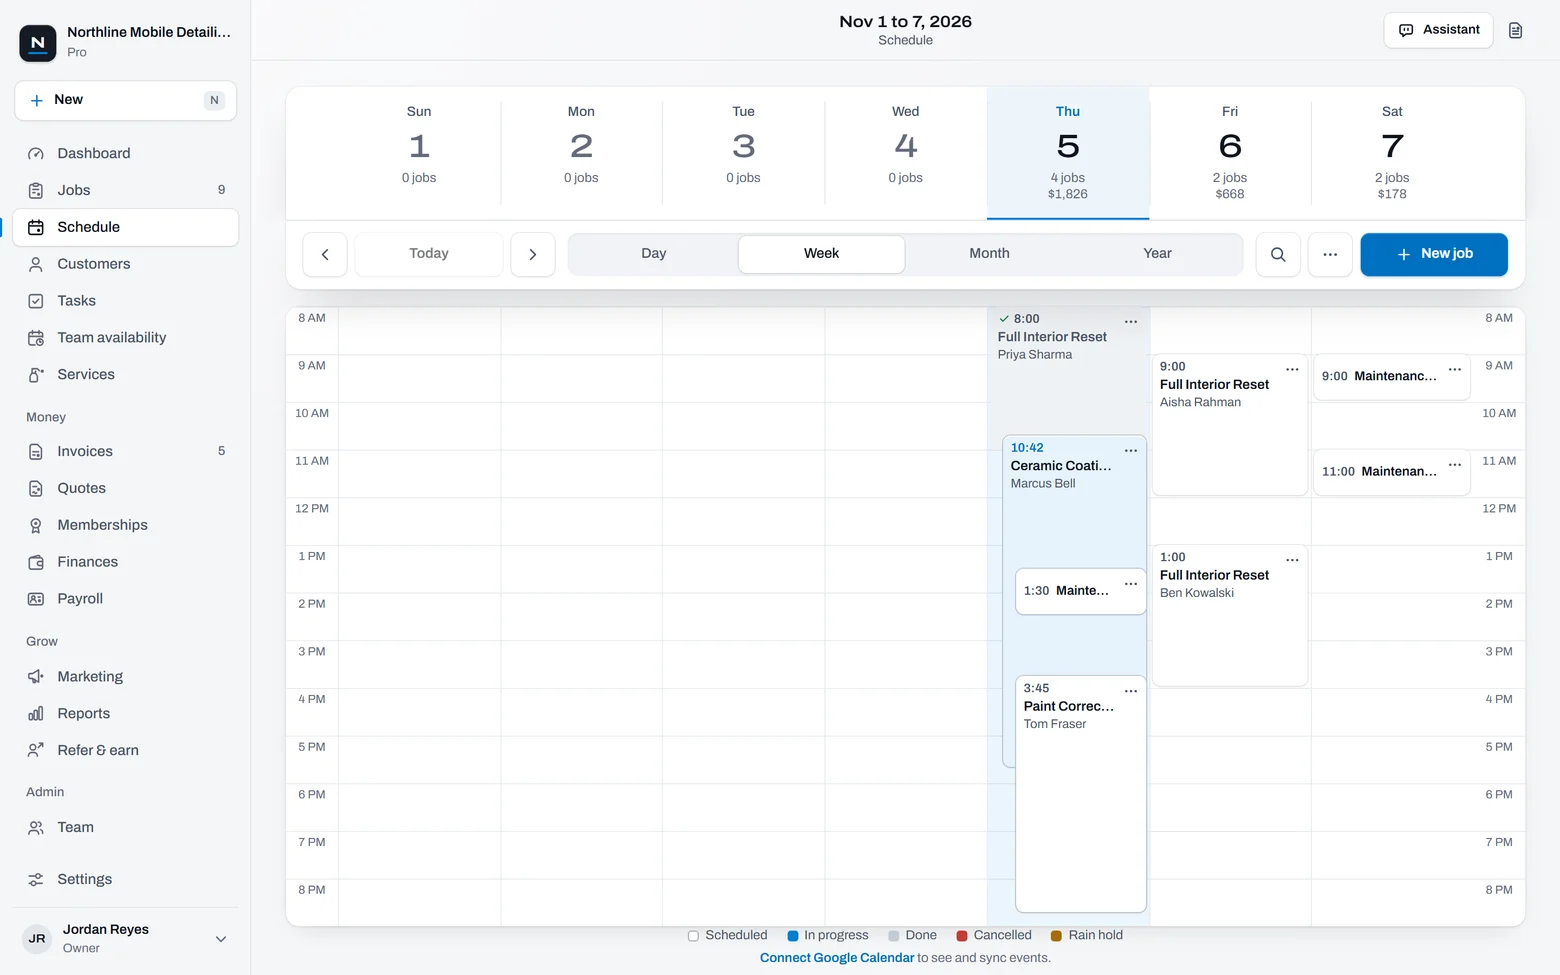 N
Northline Mobile Detaili...
Pro
New
N
Dashboard
Jobs
9
Schedule
Customers
Tasks
Team availability
Services
Money
Invoices
5
Quotes
Memberships
Finances
Payroll
Grow
Marketing
Reports
Refer & earn
Admin
Team
Settings
JR
Jordan Reyes
Owner
Nov 1 to 7, 2026
Schedule
Assistant
Sun
1
0 jobs
Mon
2
0 jobs
Tue
3
0 jobs
Wed
4
0 jobs
Thu
5
4 jobs
$1,826
Fri
6
2 jobs
$668
Sat
7
2 jobs
$178
Today
Day
Week
Month
Year
New job
8 AM
9 AM
10 AM
11 AM
12 PM
1 PM
2 PM
3 PM
4 PM
5 PM
6 PM
7 PM
8 PM
8:00
Full Interior Reset
Priya Sharma
10:42
Ceramic Coati...
Marcus Bell
1:30 Mainte...
3:45
Paint Correc...
Tom Fraser
9:00
Full Interior Reset
Aisha Rahman
1:00
Full Interior Reset
Ben Kowalski
9:00 Maintenanc...
11:00 Maintenan...
8 AM
9 AM
10 AM
11 AM
12 PM
1 PM
2 PM
3 PM
4 PM
5 PM
6 PM
7 PM
8 PM
Scheduled
In progress
Done
Cancelled
Rain hold
Connect Google Calendar to see and sync events.